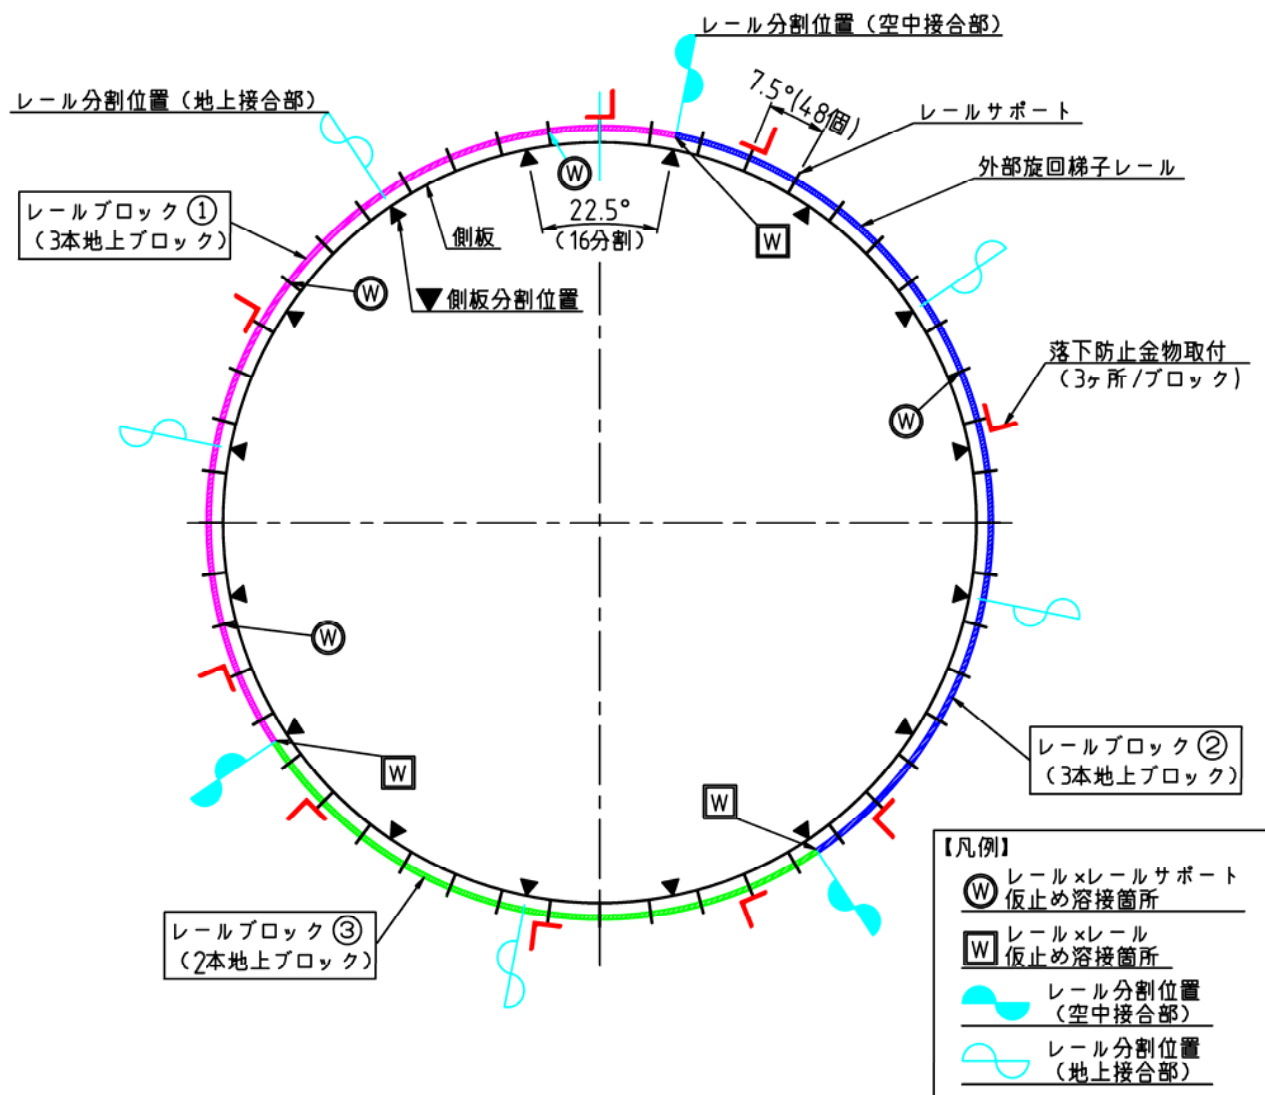 レール分割位置（空中接合部）
レール分割位置（地上接合部）
7.5°(48個)
レールサポート
外部旋回梯子レール
レールブロック①
（3本地上ブロック）
W
22.5°
（16分割）
側板
W
W
▼側板分割位置
落下防止金物取付
（3ヶ所/ブロック）
W
W
レールブロック②
（3本地上ブロック）
W
W
レールブロック③
（2本地上ブロック）
【凡例】
W
レール×レールサポート
仮止め溶接箇所
W
レール×レール
仮止め溶接箇所
レール分割位置
（空中接合部）
レール分割位置
（地上接合部）